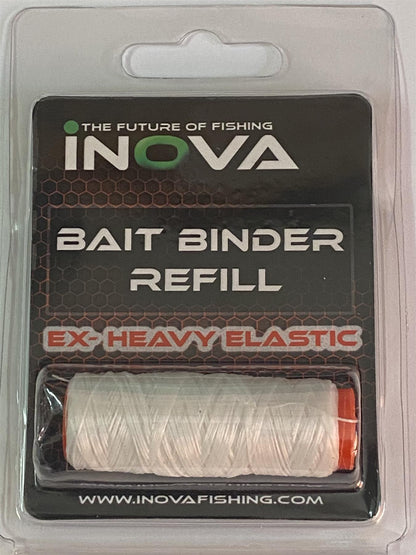 THE FUTURE OF FISHING
iNOVA
BAIT BINDER
REFILL
EX- HEAVY ELASTIC
WWW.INOVAFISHING.COM